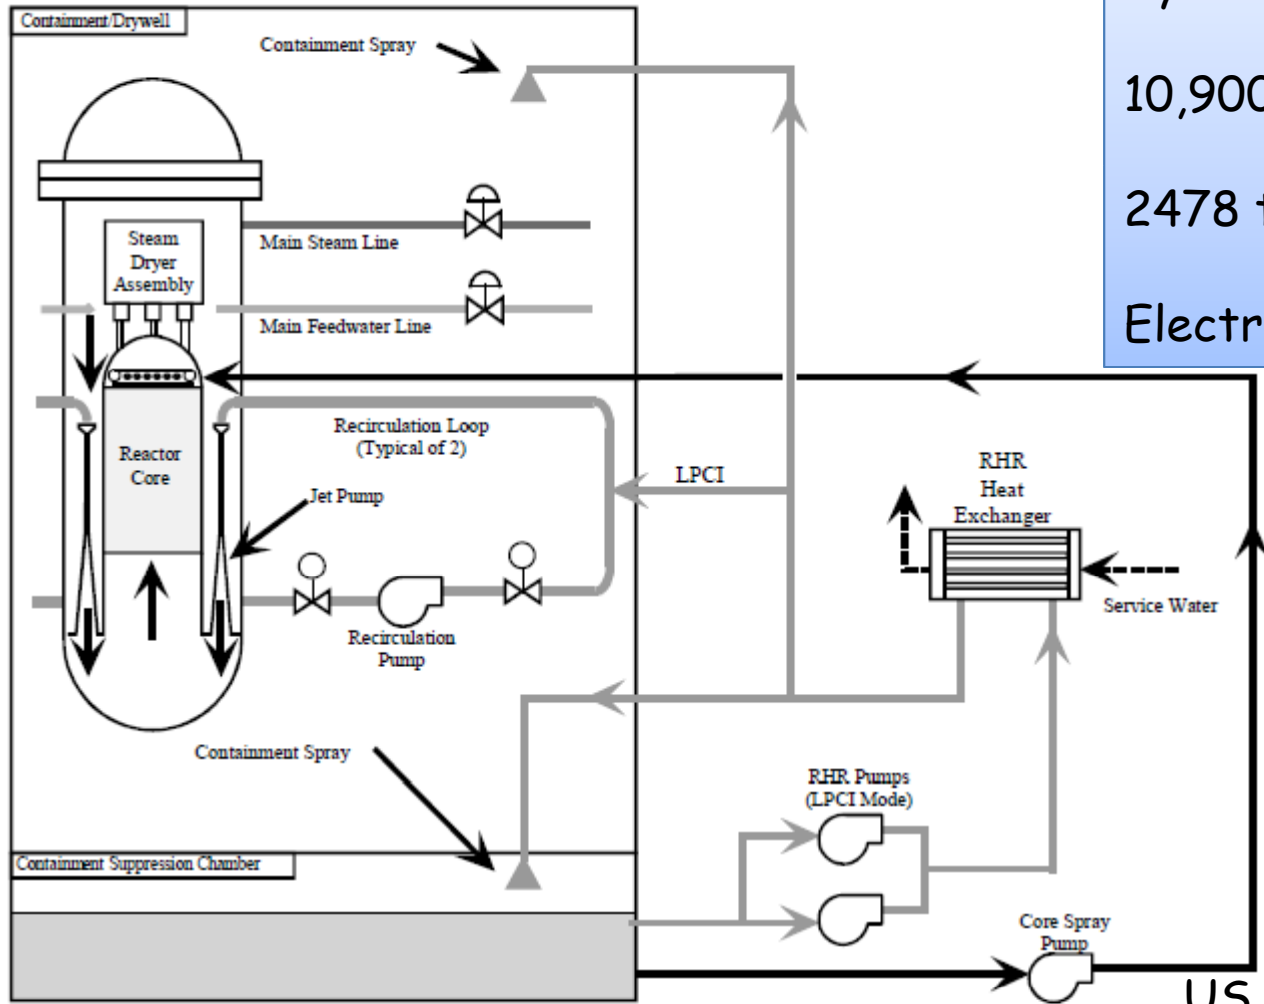 Containment/Drywell
Containment Spray
10,900
2478
Electr
Steam
Dryer
Assembly
Main Steam Line
Main Feedwater Line
Recirculation Loop
(Typical of 2)
Reactor
Core
LPCI
RHR
Heat
Exchanger
Jet Pump
Service Water
Recirculation
Pump
Containment Spray
RHR Pumps
(LPCI Mode)
Containment Suppression Chamber
Core Spray
Pump
US